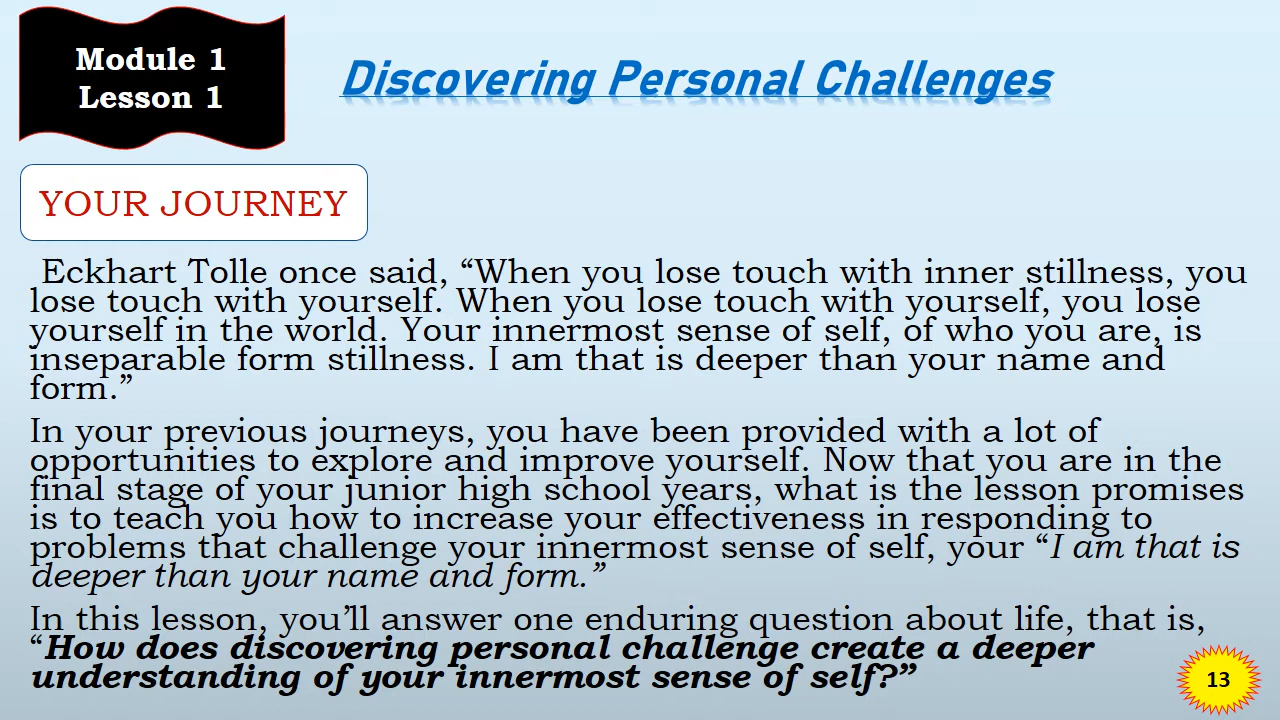 Module 1
Lesson 1
Discovering Personal Challenges
YOUR JOURNEY
Eckhart Tolle once said, “When you lose touch with inner stillness, you
lose touch with yourself. When you lose touch with yourself, you lose
yourself in the world. Your innermost sense of self, of who you are, is
inseparable form stillness. I am that is deeper than your name and
form.”
In your previous journeys, you have been provided with a lot of
opportunities to explore and improve yourself. Now that you are in the
final stage of your junior high school years, what is the lesson promises
is to teach you how to increase your effectiveness in responding to
problems that challenge your innermost sense of self, your “I am that is
deeper than your name and form.”
In this lesson, you’ll answer one enduring question about life, that is,
“How does discovering personal challenge create a deeper
understanding of your innermost sense of self?”
13